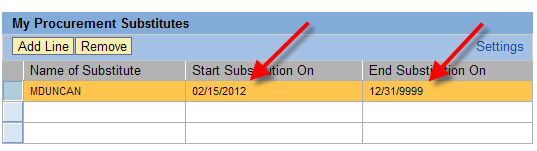 My Procurement Substitutes
Add Line Remove Settings
Name of Substitute Start Substitution On End Substitution On
MDUNCAN 02/15/2012 12/31/9999